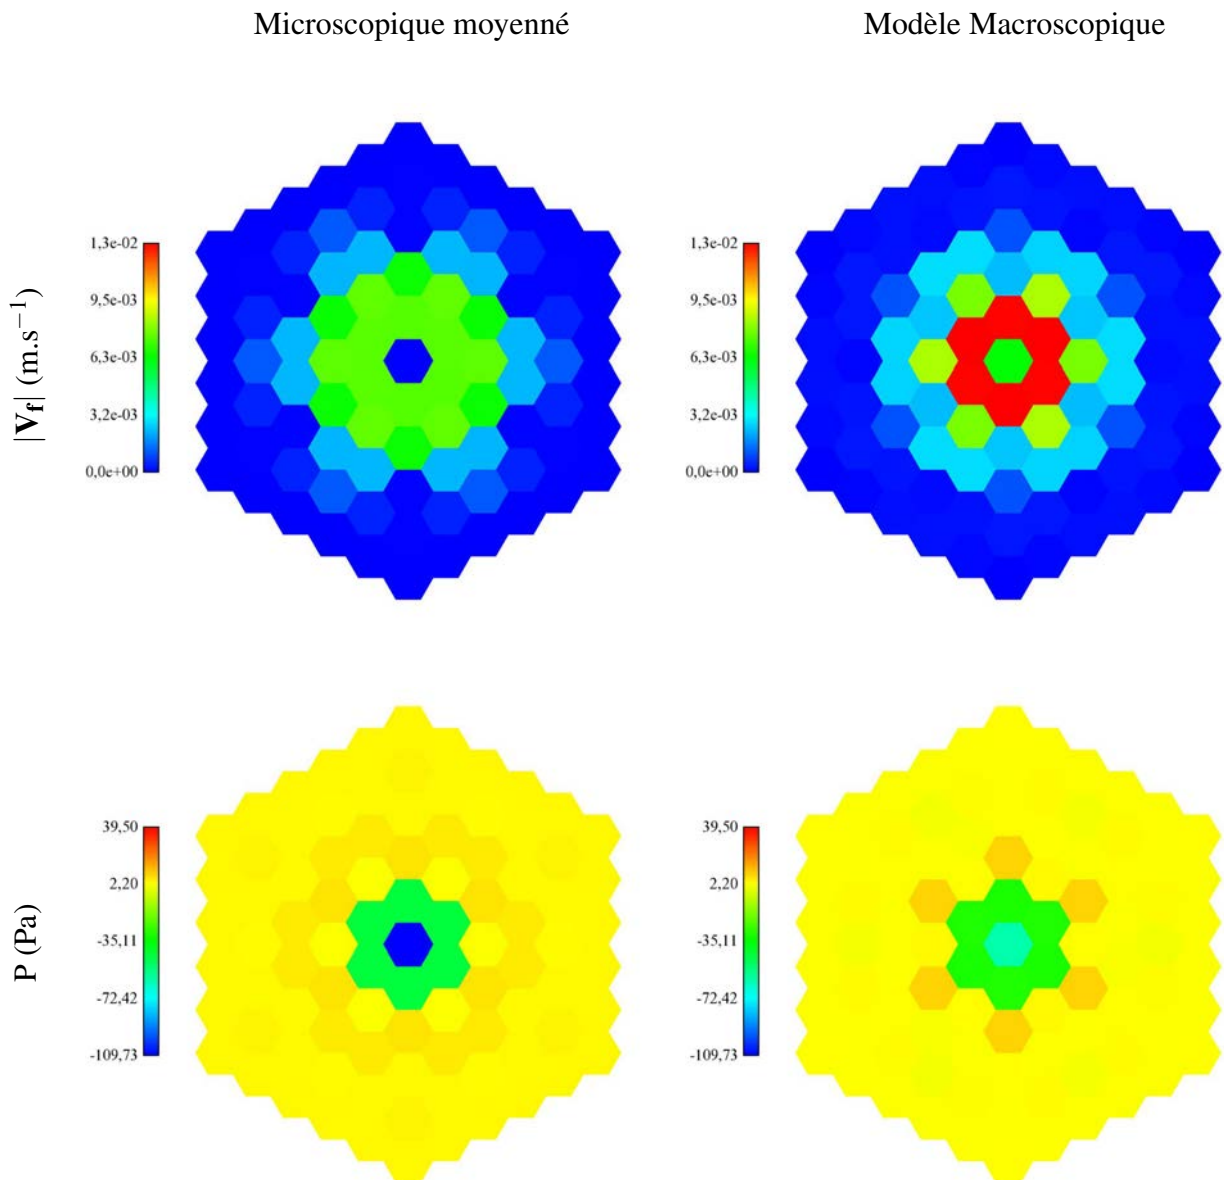 Microscopique moyenné
Modèle Macroscopique
|V_f| (m.s⁻¹)
1,3e-02
9,5e-03
6,3e-03
3,2e-03
0,0e+00
1,3e-02
9,5e-03
6,3e-03
3,2e-03
0,0e+00
P (Pa)
39,50
2,20
-35,11
-72,42
-109,73
39,50
2,20
-35,11
-72,42
-109,73